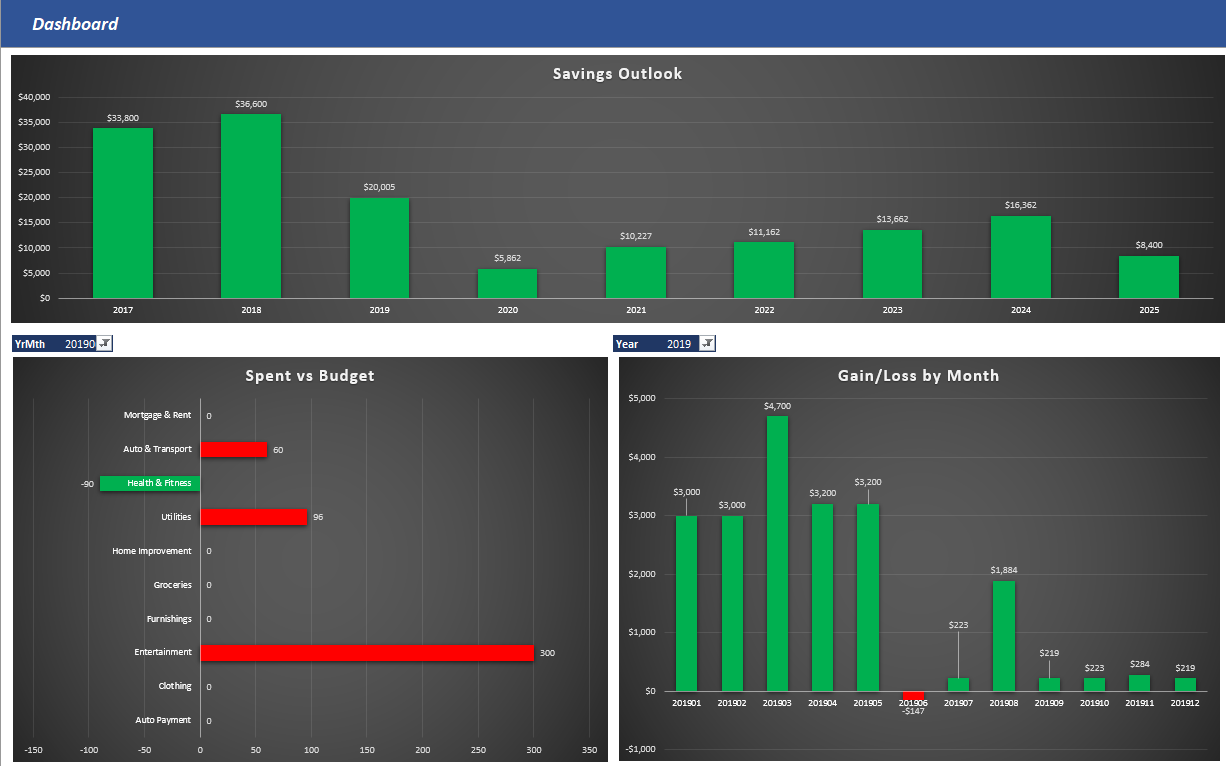 Dashboard
Savings Outlook
$40,000
$35,000
$30,000
$25,000
$20,000
$15,000
$10,000
$5,000
$0
$33,800
$36,600
$20,005
$5,862
$10,227
$11,162
$13,662
$16,362
$8,400
2017 2018 2019 2020 2021 2022 2023 2024 2025
YrMth 20190
Spent vs Budget
Mortgage & Rent 0
Auto & Transport 60
-90 Health & Fitness
Utilities 96
Home Improvement 0
Groceries 0
Furnishings 0
Entertainment 300
Clothing 0
Auto Payment 0
-150 -100 -50 0 50 100 150 200 250 300 350
Year 2019
Gain/Loss by Month
$5,000
$4,000
$3,000
$2,000
$1,000
$0
-$1,000
$3,000
$3,000
$4,700
$3,200
$3,200
-$147
$223
$1,884
$219
$223
$284
$219
201901 201902 201903 201904 201905 201906 201907 201908 201909 201910 201911 201912